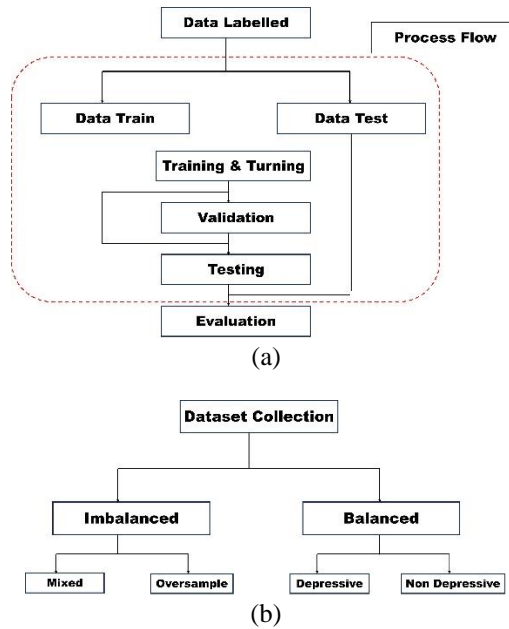 Data Labelled
Process Flow
Data Train
Data Test
Training & Turning
Validation
Testing
Evaluation
(a)
Dataset Collection
Imbalanced
Balanced
Mixed
Oversample
Depressive
Non Depressive
(b)